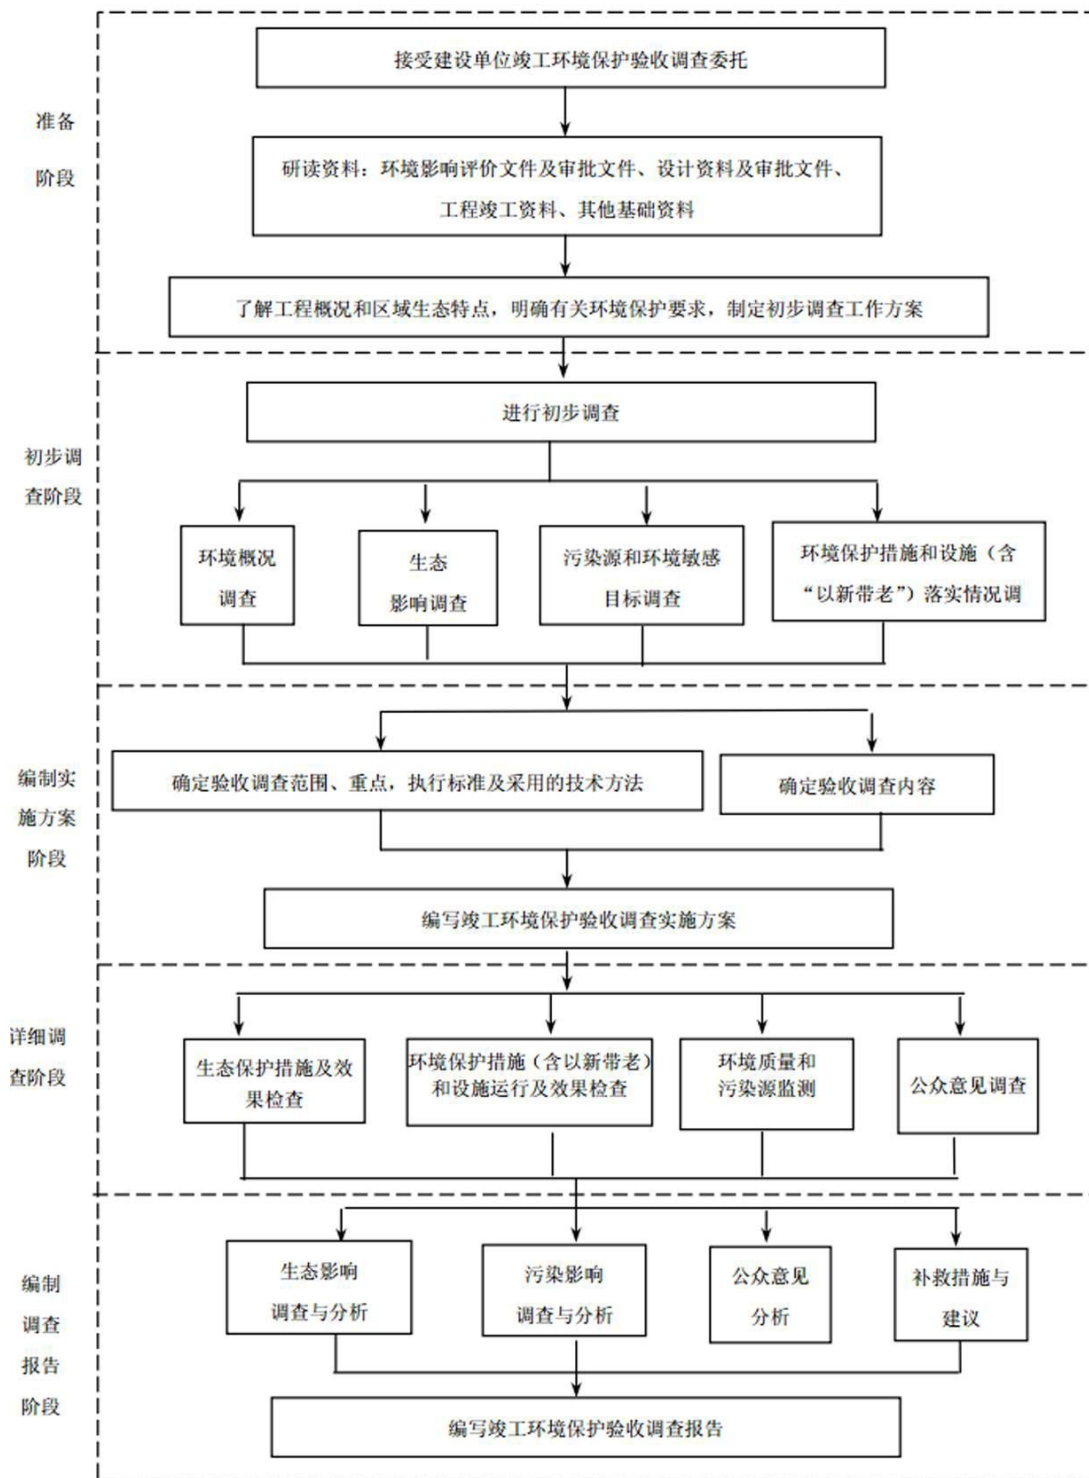 准备
阶段
接受建设单位竣工环境保护验收调查委托
研读资料：环境影响评价文件及审批文件、设计资料及审批文件、
工程竣工资料、其他基础资料
了解工程概况和区域生态特点，明确有关环境保护要求，制定初步调查工作方案
初步调
查阶段
进行初步调查
环境概况
调查
生态
影响调查
污染源和环境敏感
目标调查
环境保护措施和设施（含
“以新带老”）落实情况调
编制实
施方案
阶段
确定验收调查范围、重点，执行标准及采用的技术方法
确定验收调查内容
编写竣工环境保护验收调查实施方案
详细调
查阶段
生态保护措施及效
果检查
环境保护措施（含以新带老）
和设施运行及效果检查
环境质量和
污染源监测
公众意见调查
编制
调查
报告
阶段
生态影响
调查与分析
污染影响
调查与分析
公众意见
分析
补救措施与
建议
编写竣工环境保护验收调查报告